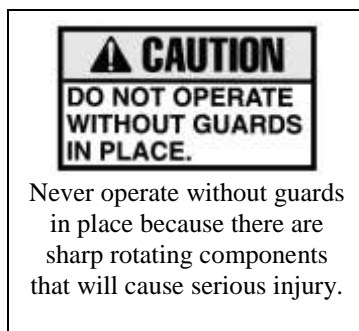 CAUTION
DO NOT OPERATE
WITHOUT GUARDS
IN PLACE.
Never operate without guards
in place because there are
sharp rotating components
that will cause serious injury.